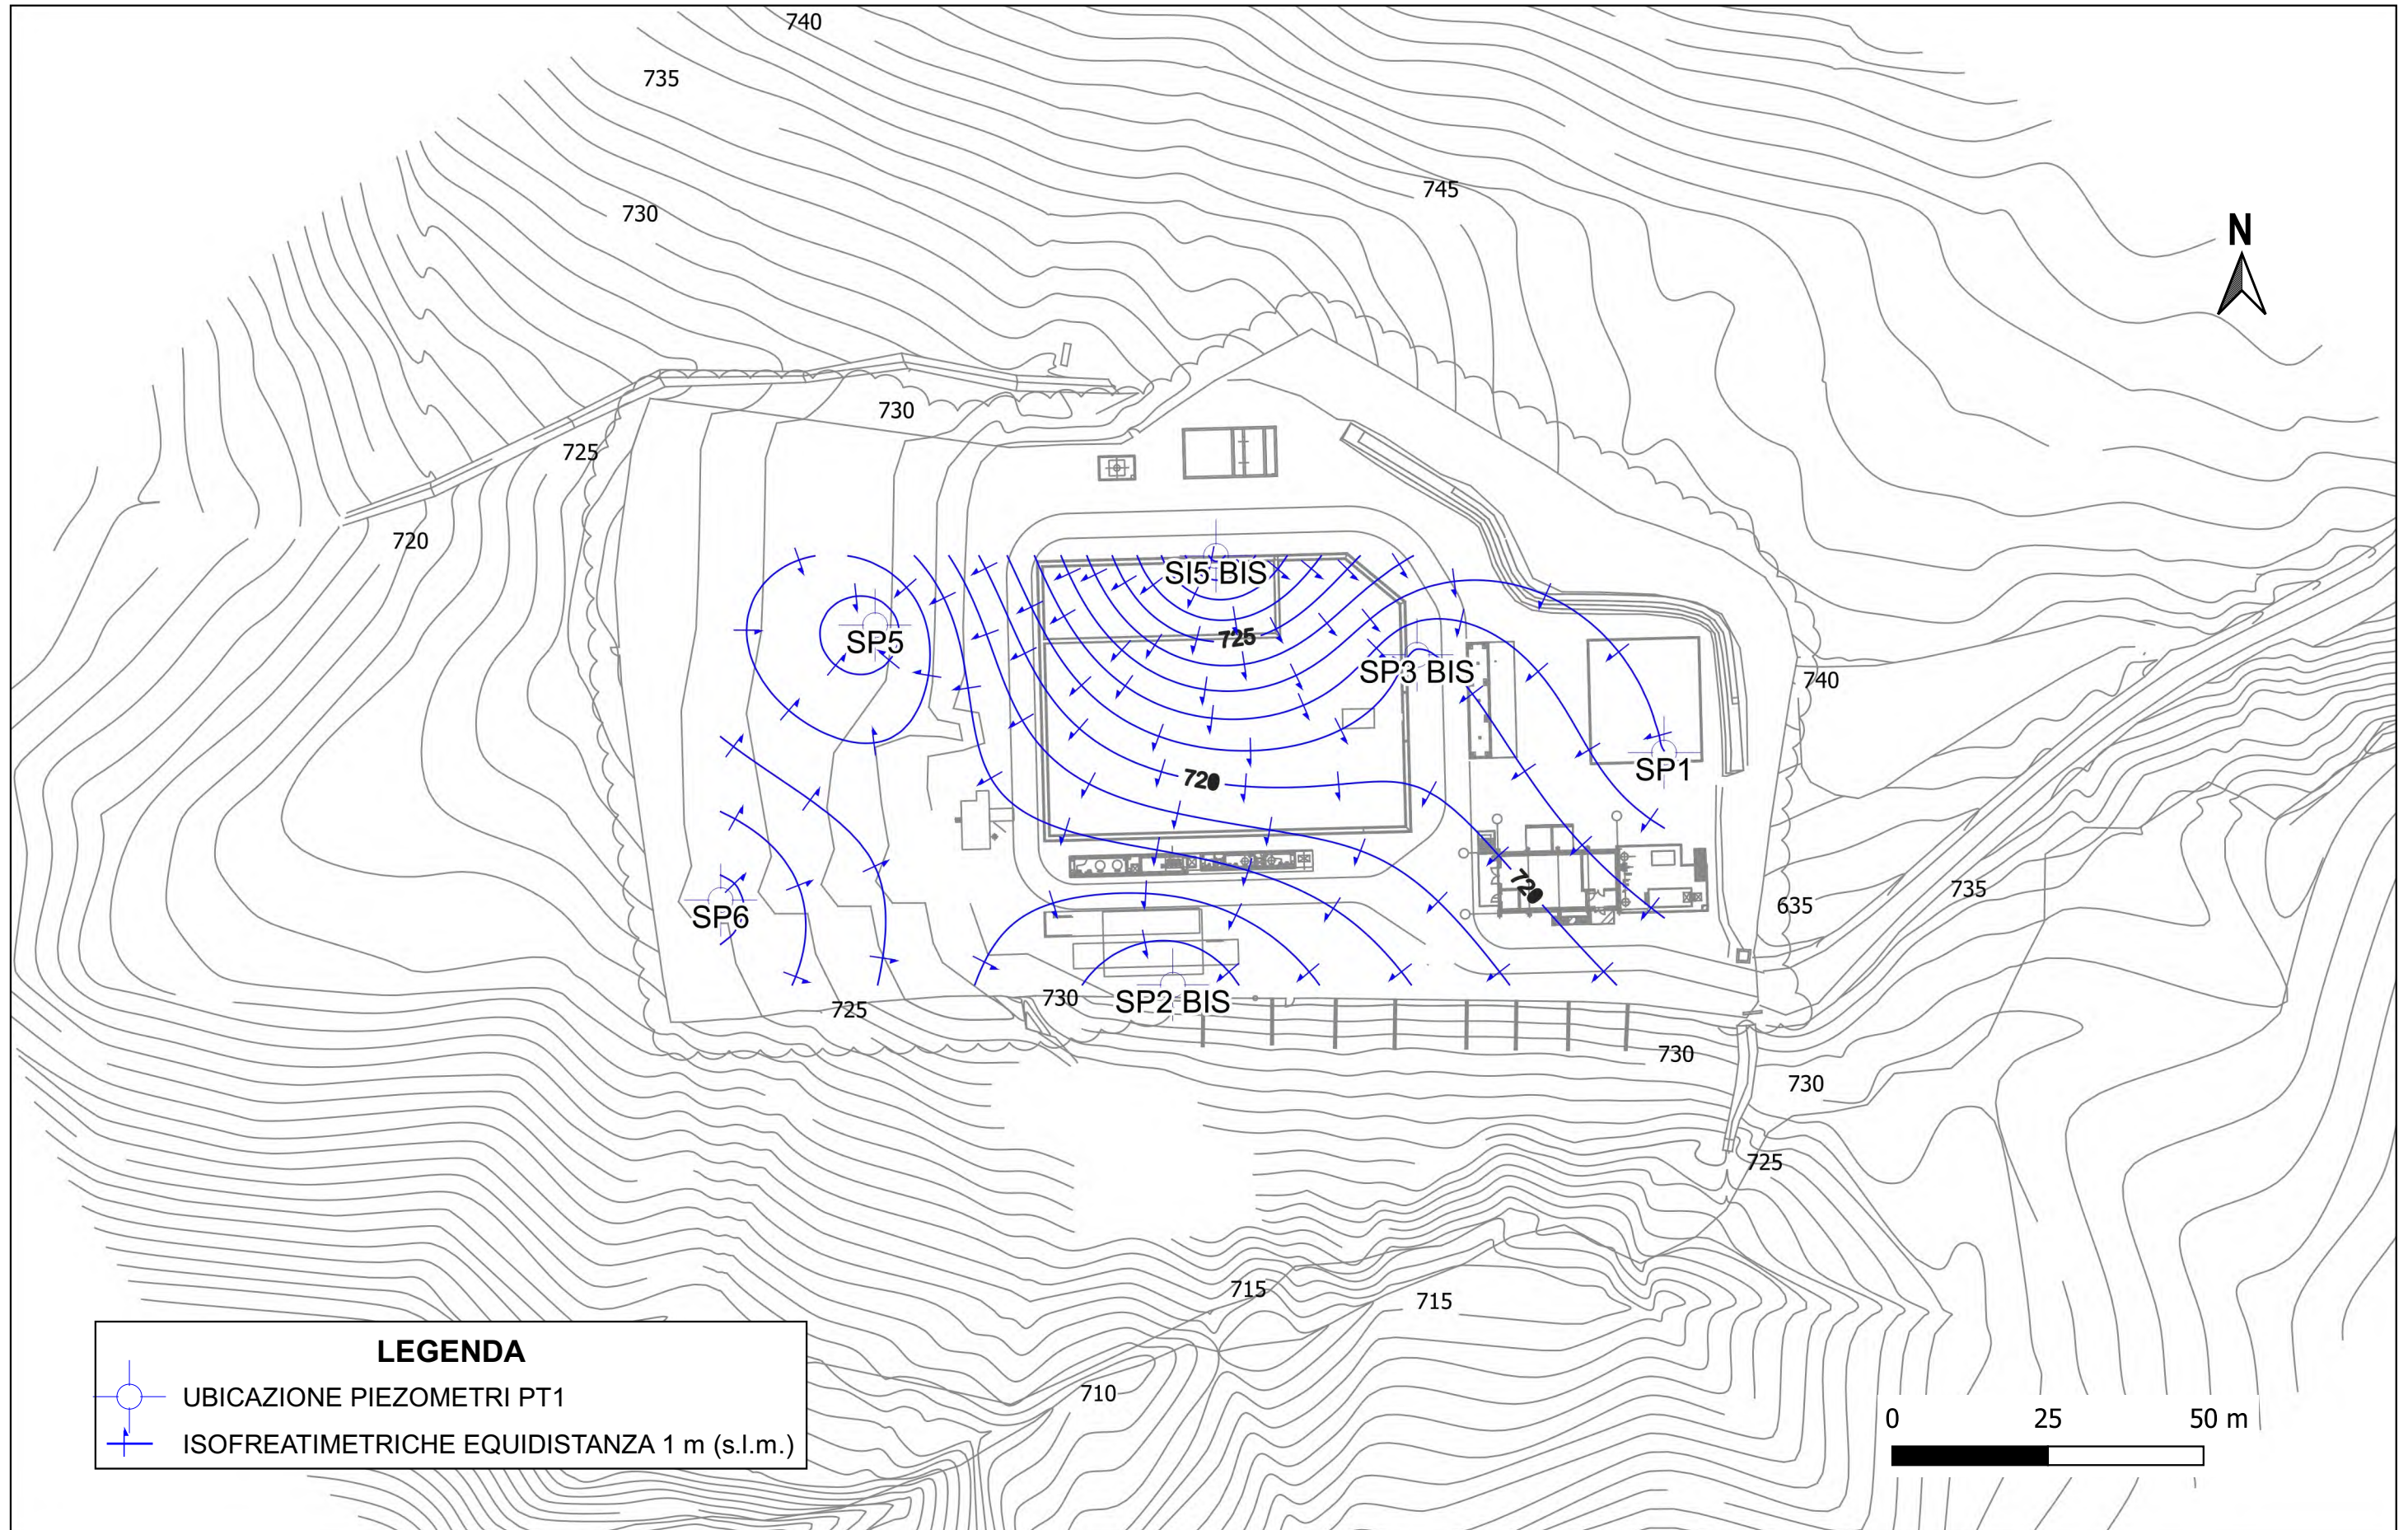 740
735
745
730
N
730
725
720
SI5 BIS
SP5
725
SP3 BIS
740
SP1
720
720
735
635
SP6
730
SP2 BIS
725
730
730
725
715
715
LEGENDA
710
UBICAZIONE PIEZOMETRI PT1
0 25 50 m
ISOFREATIMETRICHE EQUIDISTANZA 1 m (s.l.m.)